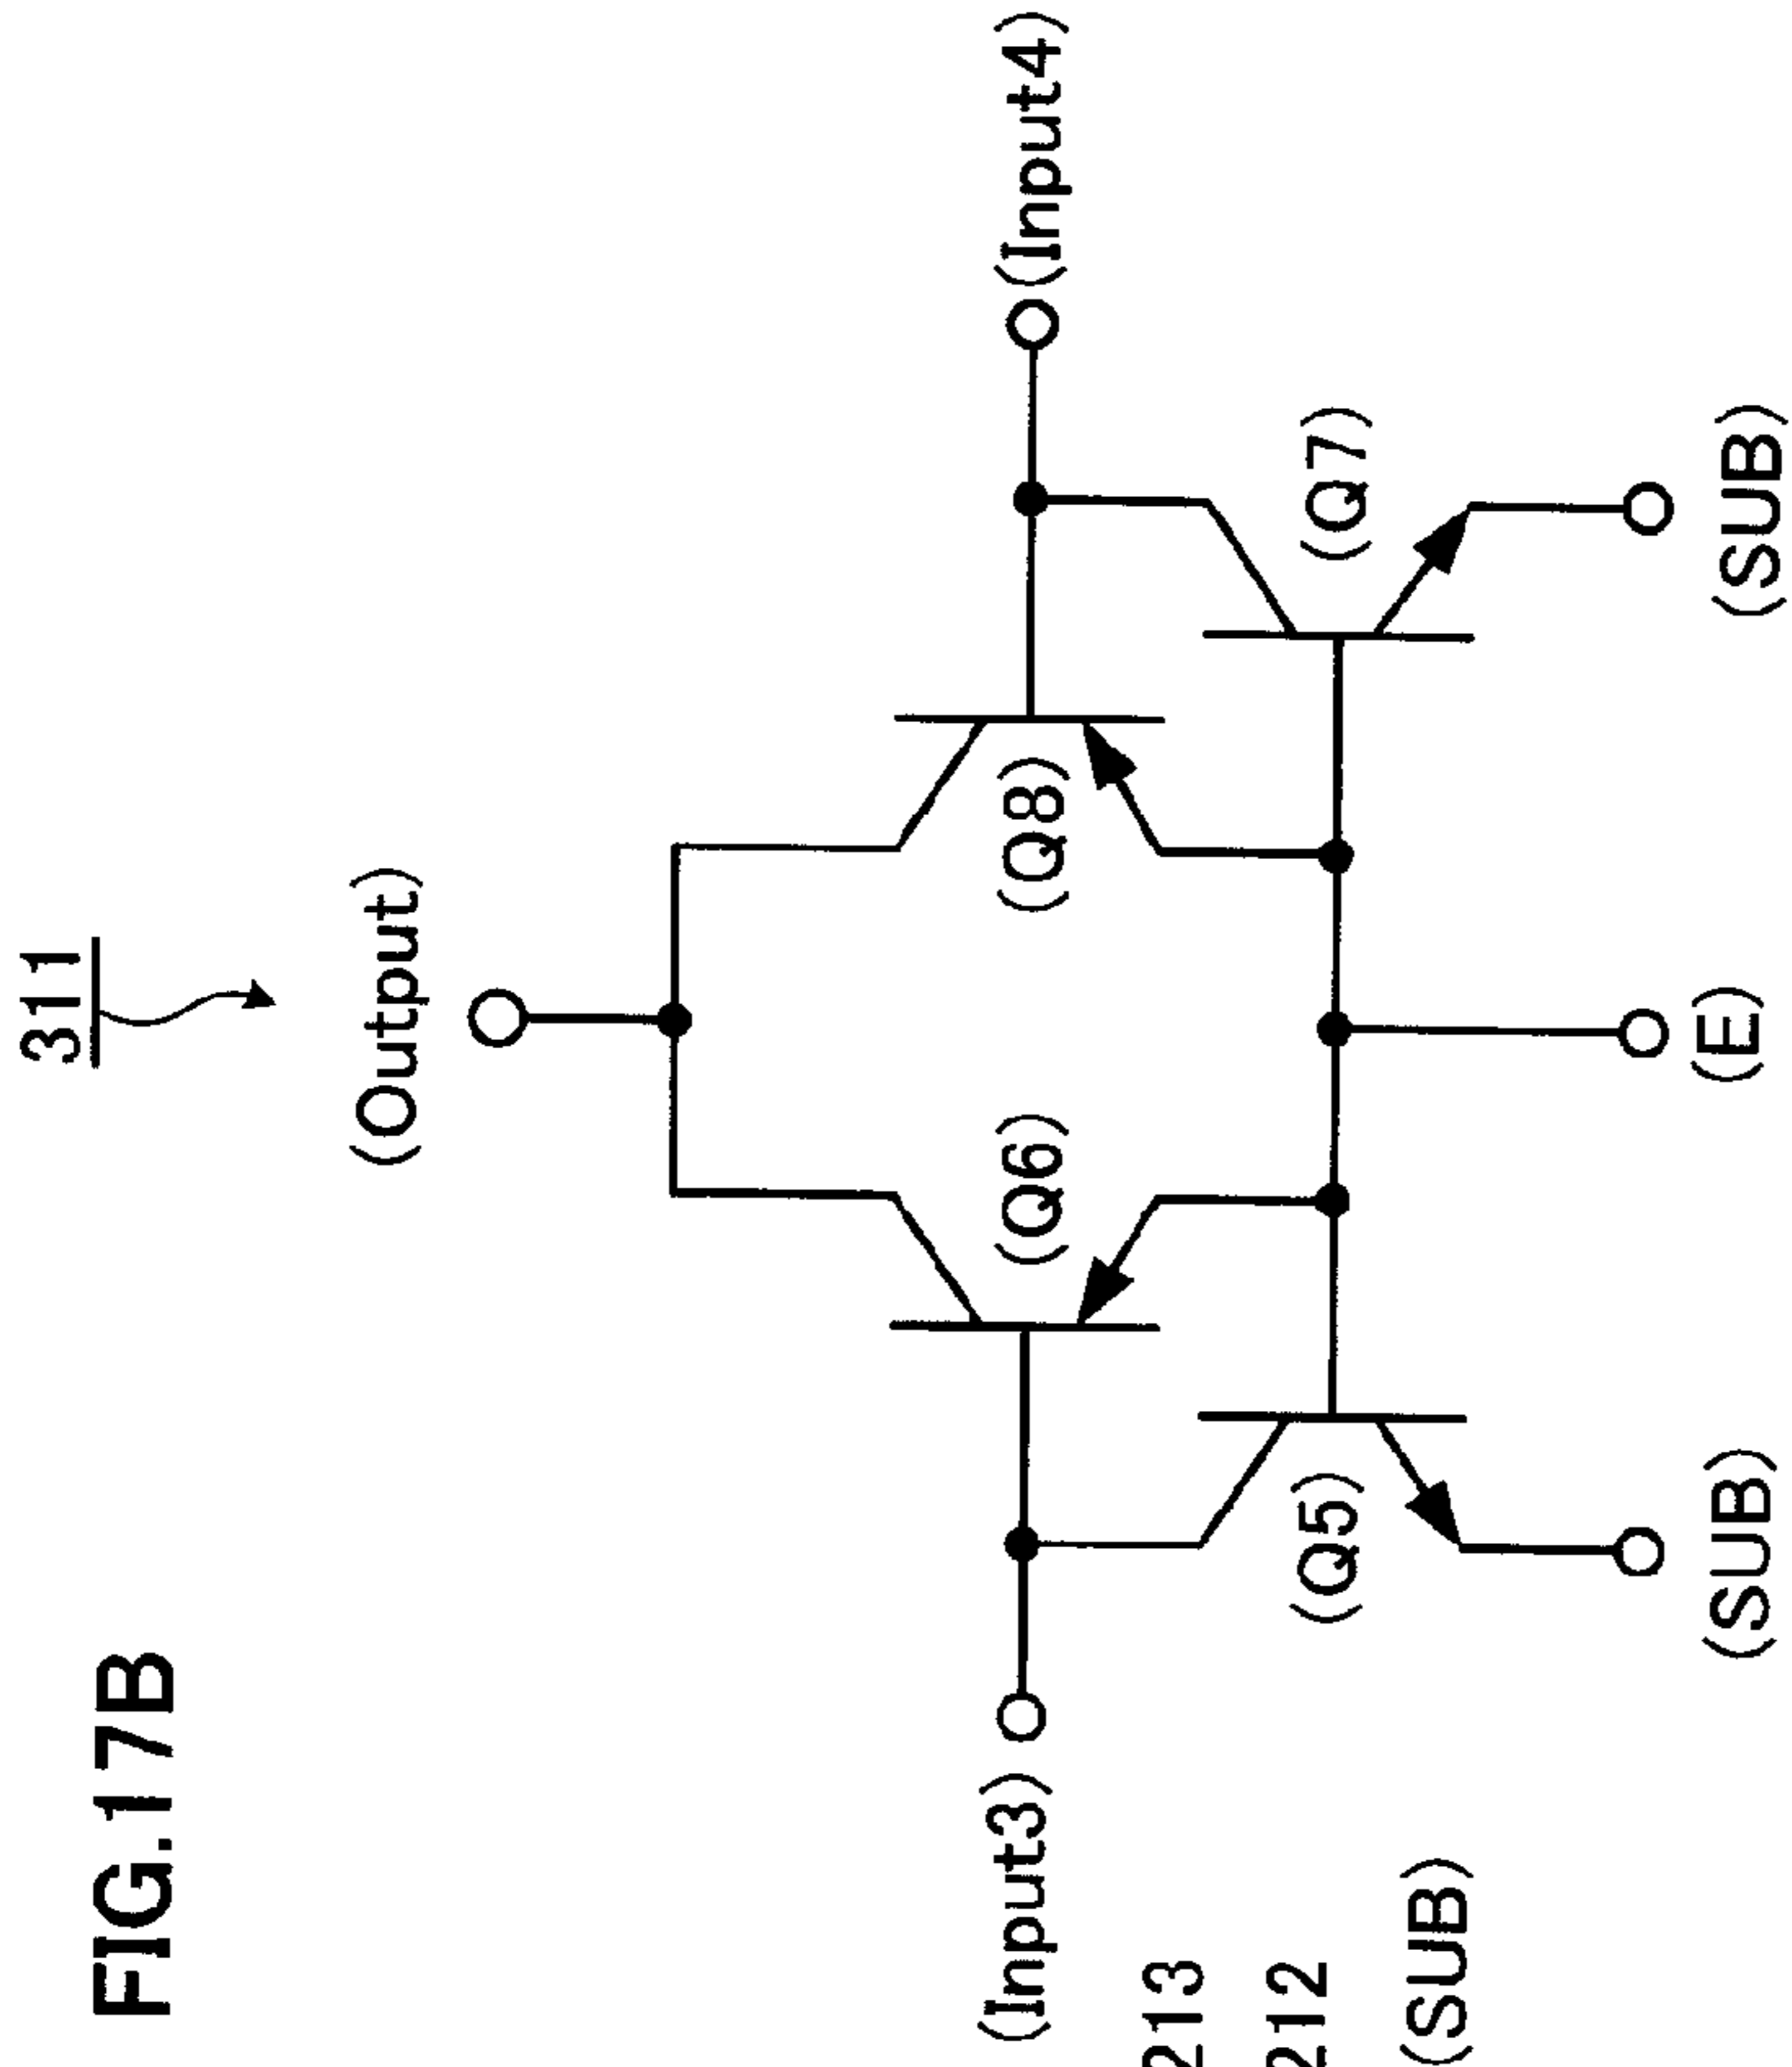 FIG.17B
311
(Output)
(Input3)
(Q6)
(Q8)
(Input4)
(Q5)
(Q7)
(SUB)
(E)
(SUB)
213
212
(SUB)